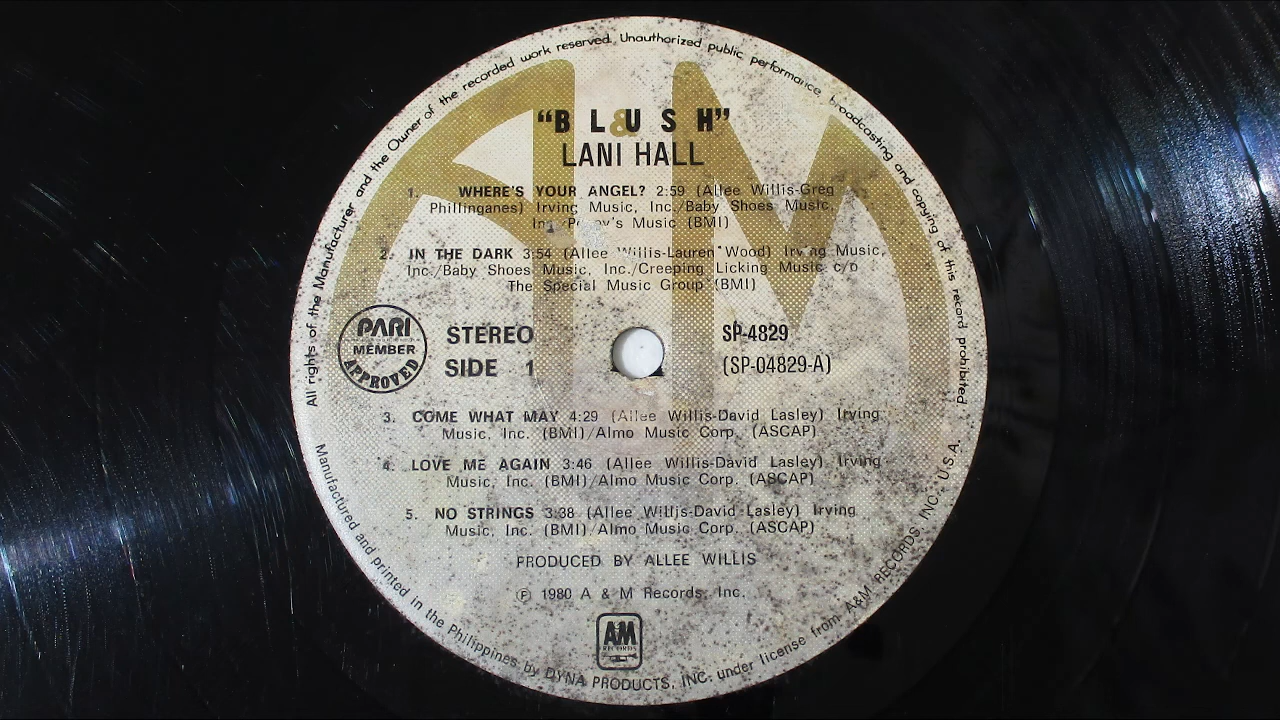 All rights of the Manufacturer and the Owner of the recorded work reserved. Unauthorized public performance, broadcasting and copying of this record prohibited.
"BLUSH"
LANI HALL
1. WHERE'S YOUR ANGEL? 2:59 (Allee Willis-Greg
Phillinganes) Irving Music, Inc./Baby Shoes Music,
Inc. Music (BMI)
2. IN THE DARK 3:54 (Allee Willis-Lauren Wood) Irving Music,
Inc./Baby Shoes Music, Inc./Creeping Licking Music c/o
The Special Music Group (BMI)
PARI
MEMBER
APPROVED
STEREO SP-4829
SIDE 1 (SP-04829-A)
3. COME WHAT MAY 4:29 (Allee Willis-David Lasley) Irving
Music, Inc. (BMI)/Almo Music Corp. (ASCAP)
4. LOVE ME AGAIN 3:46 (Allee Willis-David Lasley) Irving
Music, Inc. (BMI)/Almo Music Corp. (ASCAP)
5. NO STRINGS 3:38 (Allee Willis-David Lasley) Irving
Music, Inc. (BMI)/Almo Music Corp. (ASCAP)
PRODUCED BY ALLEE WILLIS
Ⓟ 1980 A & M Records, Inc.
AM
RECORDS
Manufactured and printed in the Philippines by DYNA PRODUCTS, INC. under license from A&M RECORDS, INC., U.S.A.